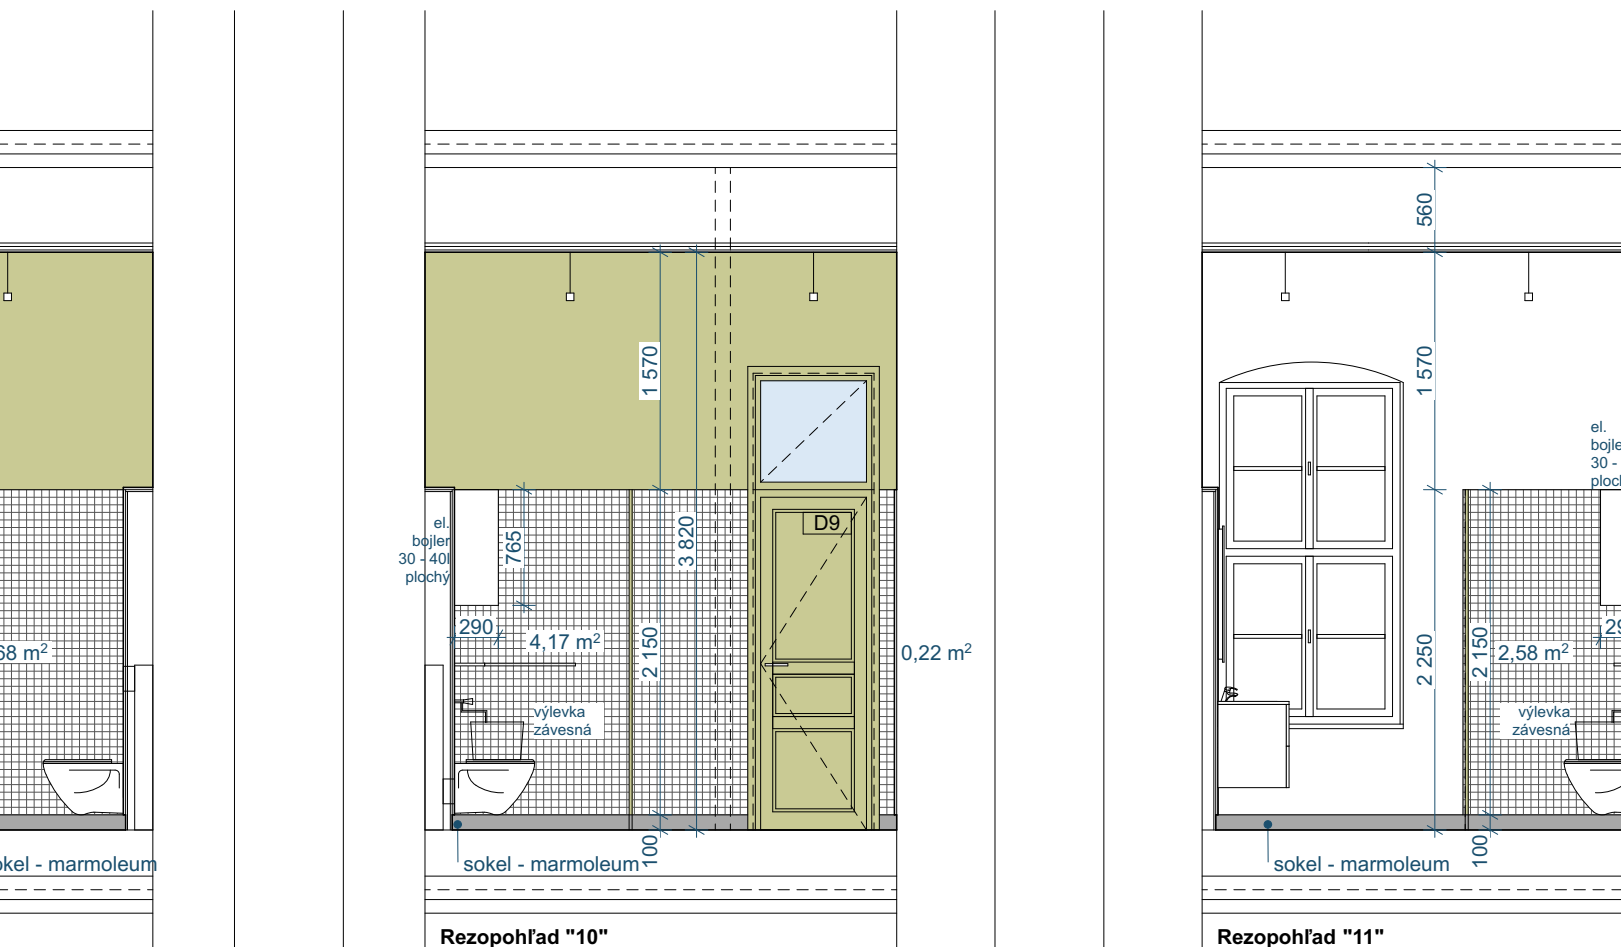 68 m²
okel - marmoleum
1 570
3 820
D9
el.
bojler
30 - 40l
plochý
765
290
4,17 m²
2 150
0,22 m²
výlevka
závesná
100
sokel - marmoleum
Rezopohľad "10"
560
1 570
el.
bojle
30 -
ploch
2 250
2 150
2,58 m²
29
výlevka
závesná
100
sokel - marmoleum
Rezopohľad "11"